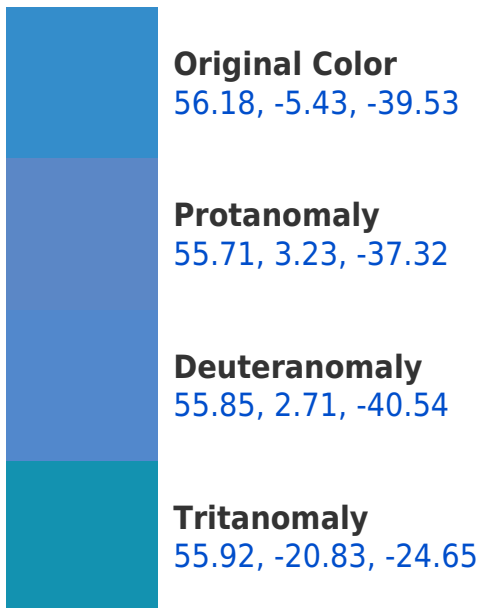 Original Color
56.18, -5.43, -39.53
Protanomaly
55.71, 3.23, -37.32
Deuteranomaly
55.85, 2.71, -40.54
Tritanomaly
55.92, -20.83, -24.65